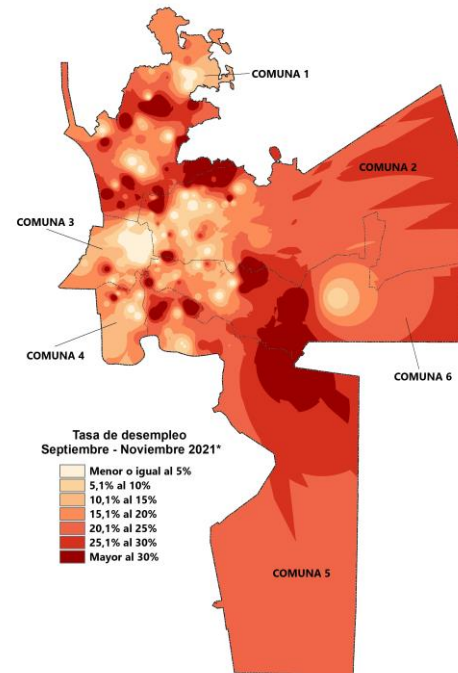 COMUNA 1
COMUNA 2
COMUNA 3
COMUNA 4
COMUNA 6
Tasa de desempleo
Septiembre - Noviembre 2021*
Menor o igual al 5%
5,1% al 10%
10,1% al 15%
15,1% al 20%
20,1% al 25%
25,1% al 30%
Mayor al 30%
COMUNA 5